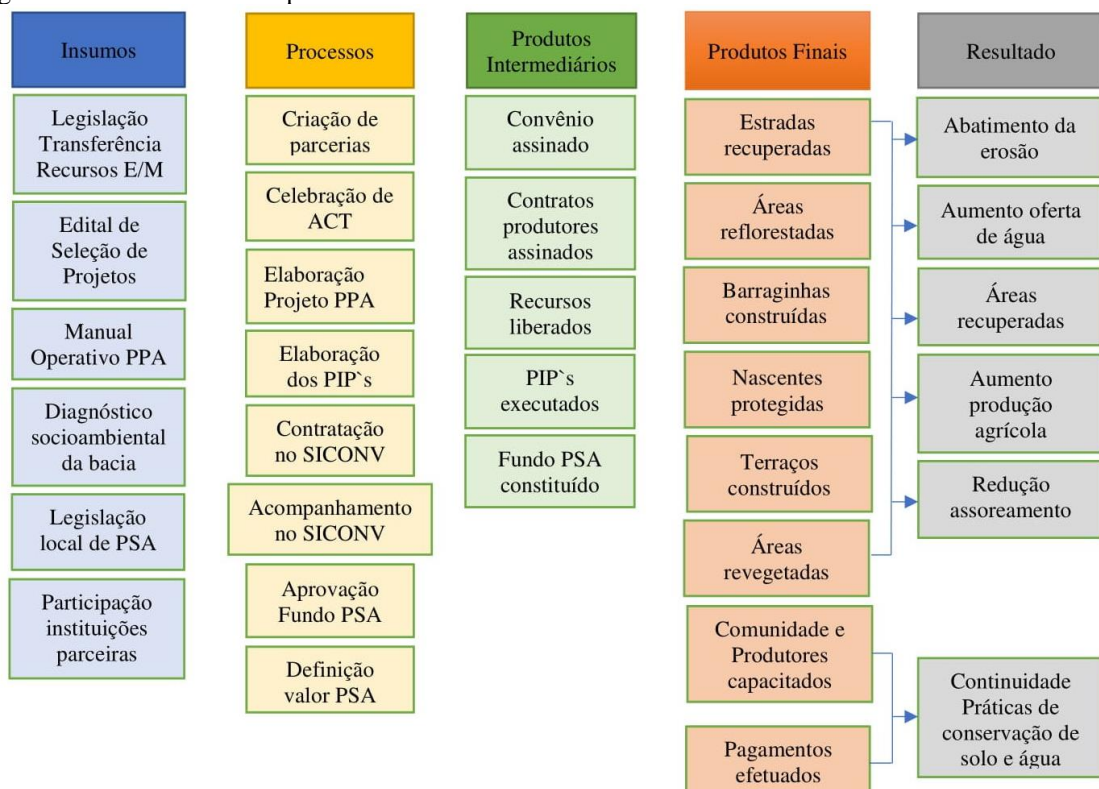 Insumos
Legislação
Transferência
Recursos E/M
Edital de
Seleção de
Projetos
Manual
Operativo PPA
Diagnóstico
socioambiental
da bacia
Legislação
local de PSA
Participação
instituições
parceiras
Processos
Criação de
parcerias
Celebração de
ACT
Elaboração
Projeto PPA
Elaboração
dos PIP`s
Contratação
no SICONV
Acompanhamento
no SICONV
Aprovação
Fundo PSA
Definição
valor PSA
Produtos
Intermediários
Convênio
assinado
Contratos
produtores
assinados
Recursos
liberados
PIP`s
executados
Fundo PSA
constituído
Produtos Finais
Estradas
recuperadas
Áreas
reflorestadas
Barraginhas
construídas
Nascentes
protegidas
Terraços
construídos
Áreas
revegetadas
Comunidade e
Produtores
capacitados
Pagamentos
efetuados
Resultado
Abatimento da
erosão
Aumento oferta
de água
Áreas
recuperadas
Aumento
produção
agrícola
Redução
assoreamento
Continuidade
Práticas de
conservação de
solo e água